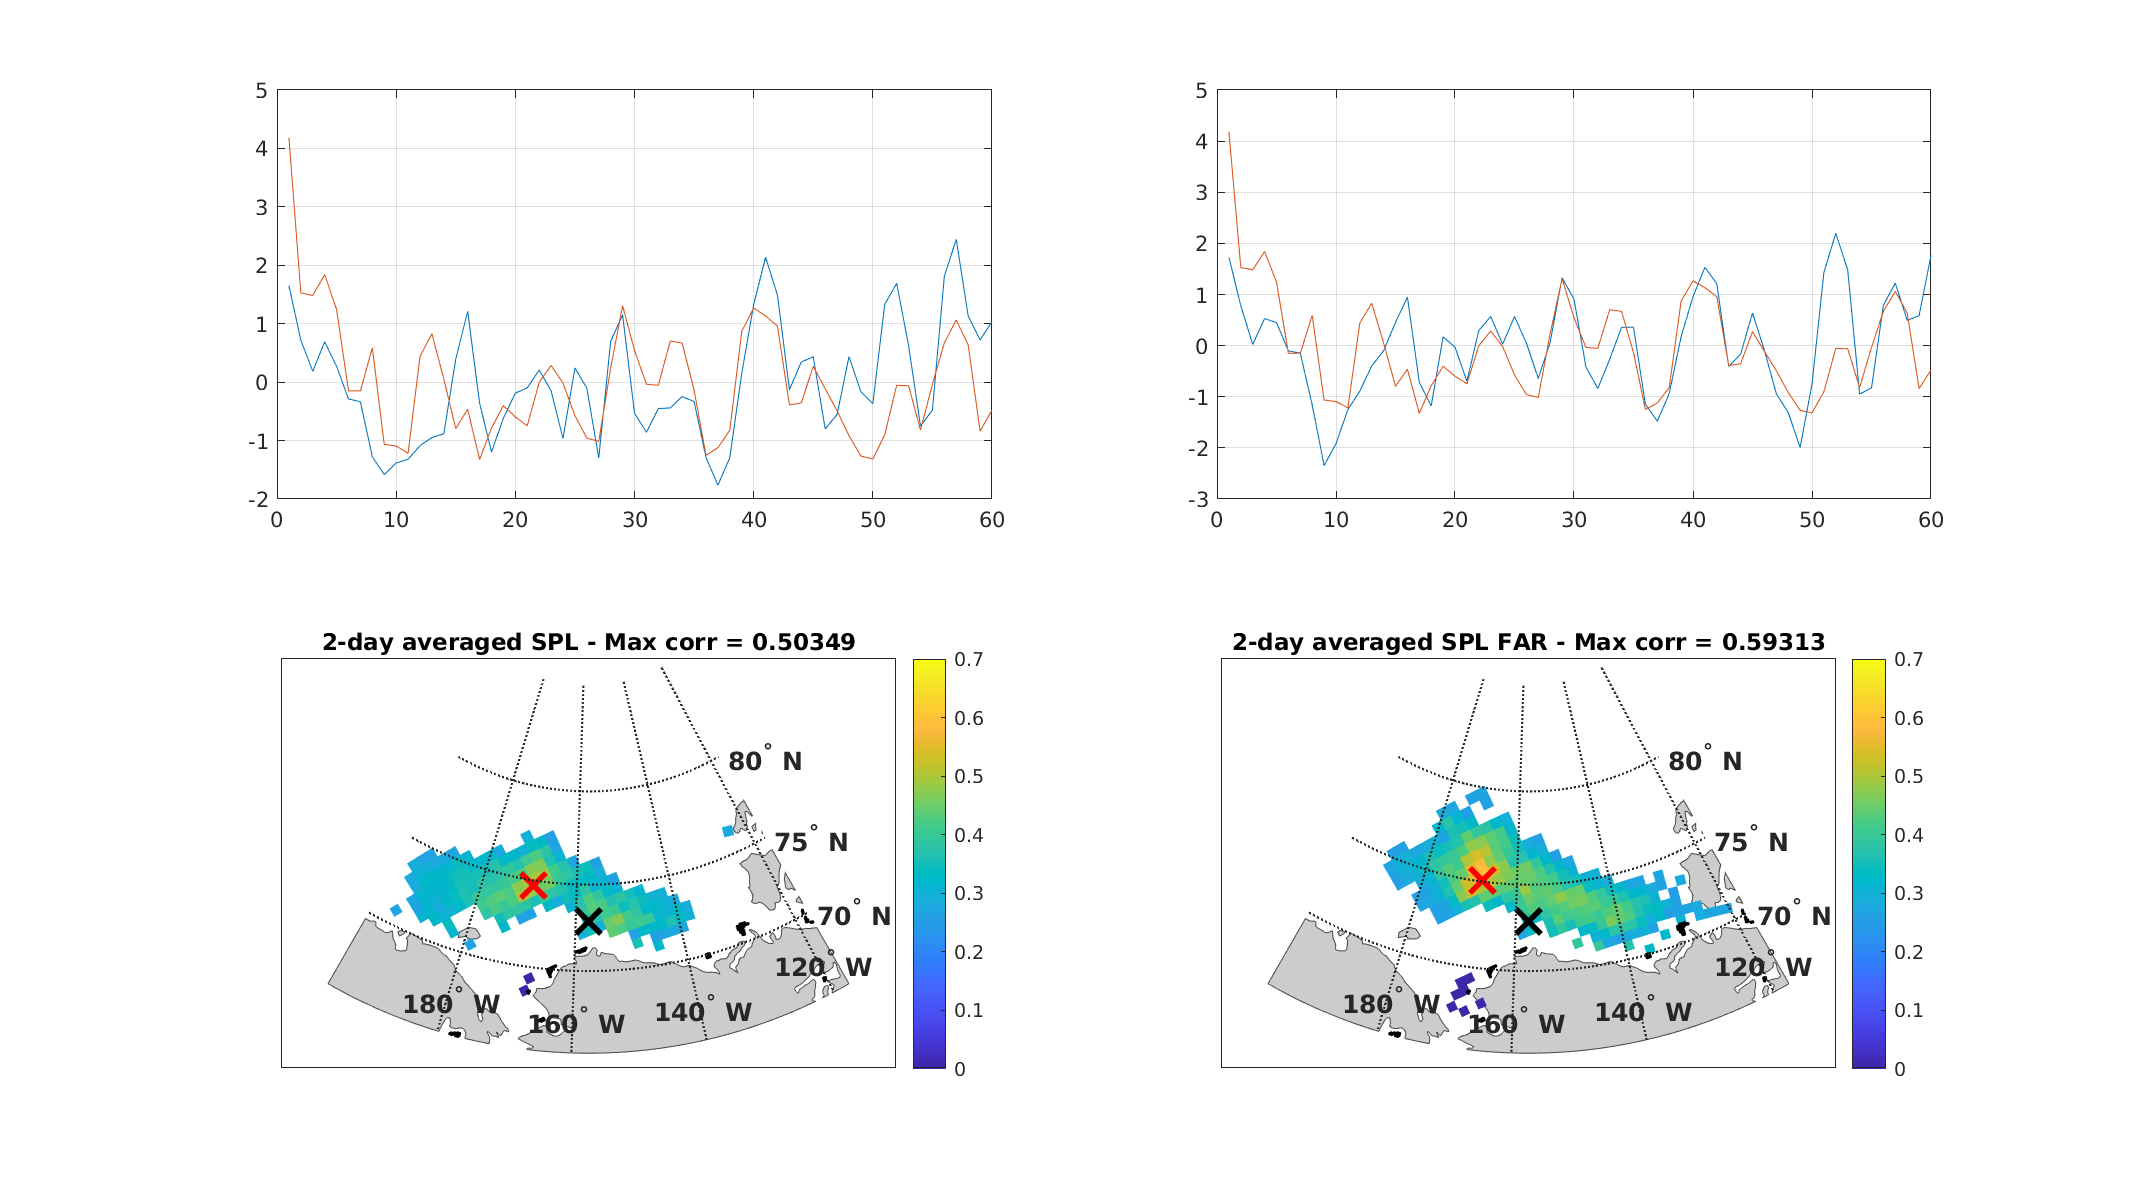 5
4
3
2
1
0
-1
-2
0 10 20 30 40 50 60
5
4
3
2
1
0
-1
-2
-3
0 10 20 30 40 50 60
2-day averaged SPL - Max corr = 0.50349
80° N
75° N
70° N
120° W
180° W
160° W
140° W
0.7
0.6
0.5
0.4
0.3
0.2
0.1
0
2-day averaged SPL FAR - Max corr = 0.59313
80° N
75° N
70° N
120° W
180° W
160° W
140° W
0.7
0.6
0.5
0.4
0.3
0.2
0.1
0